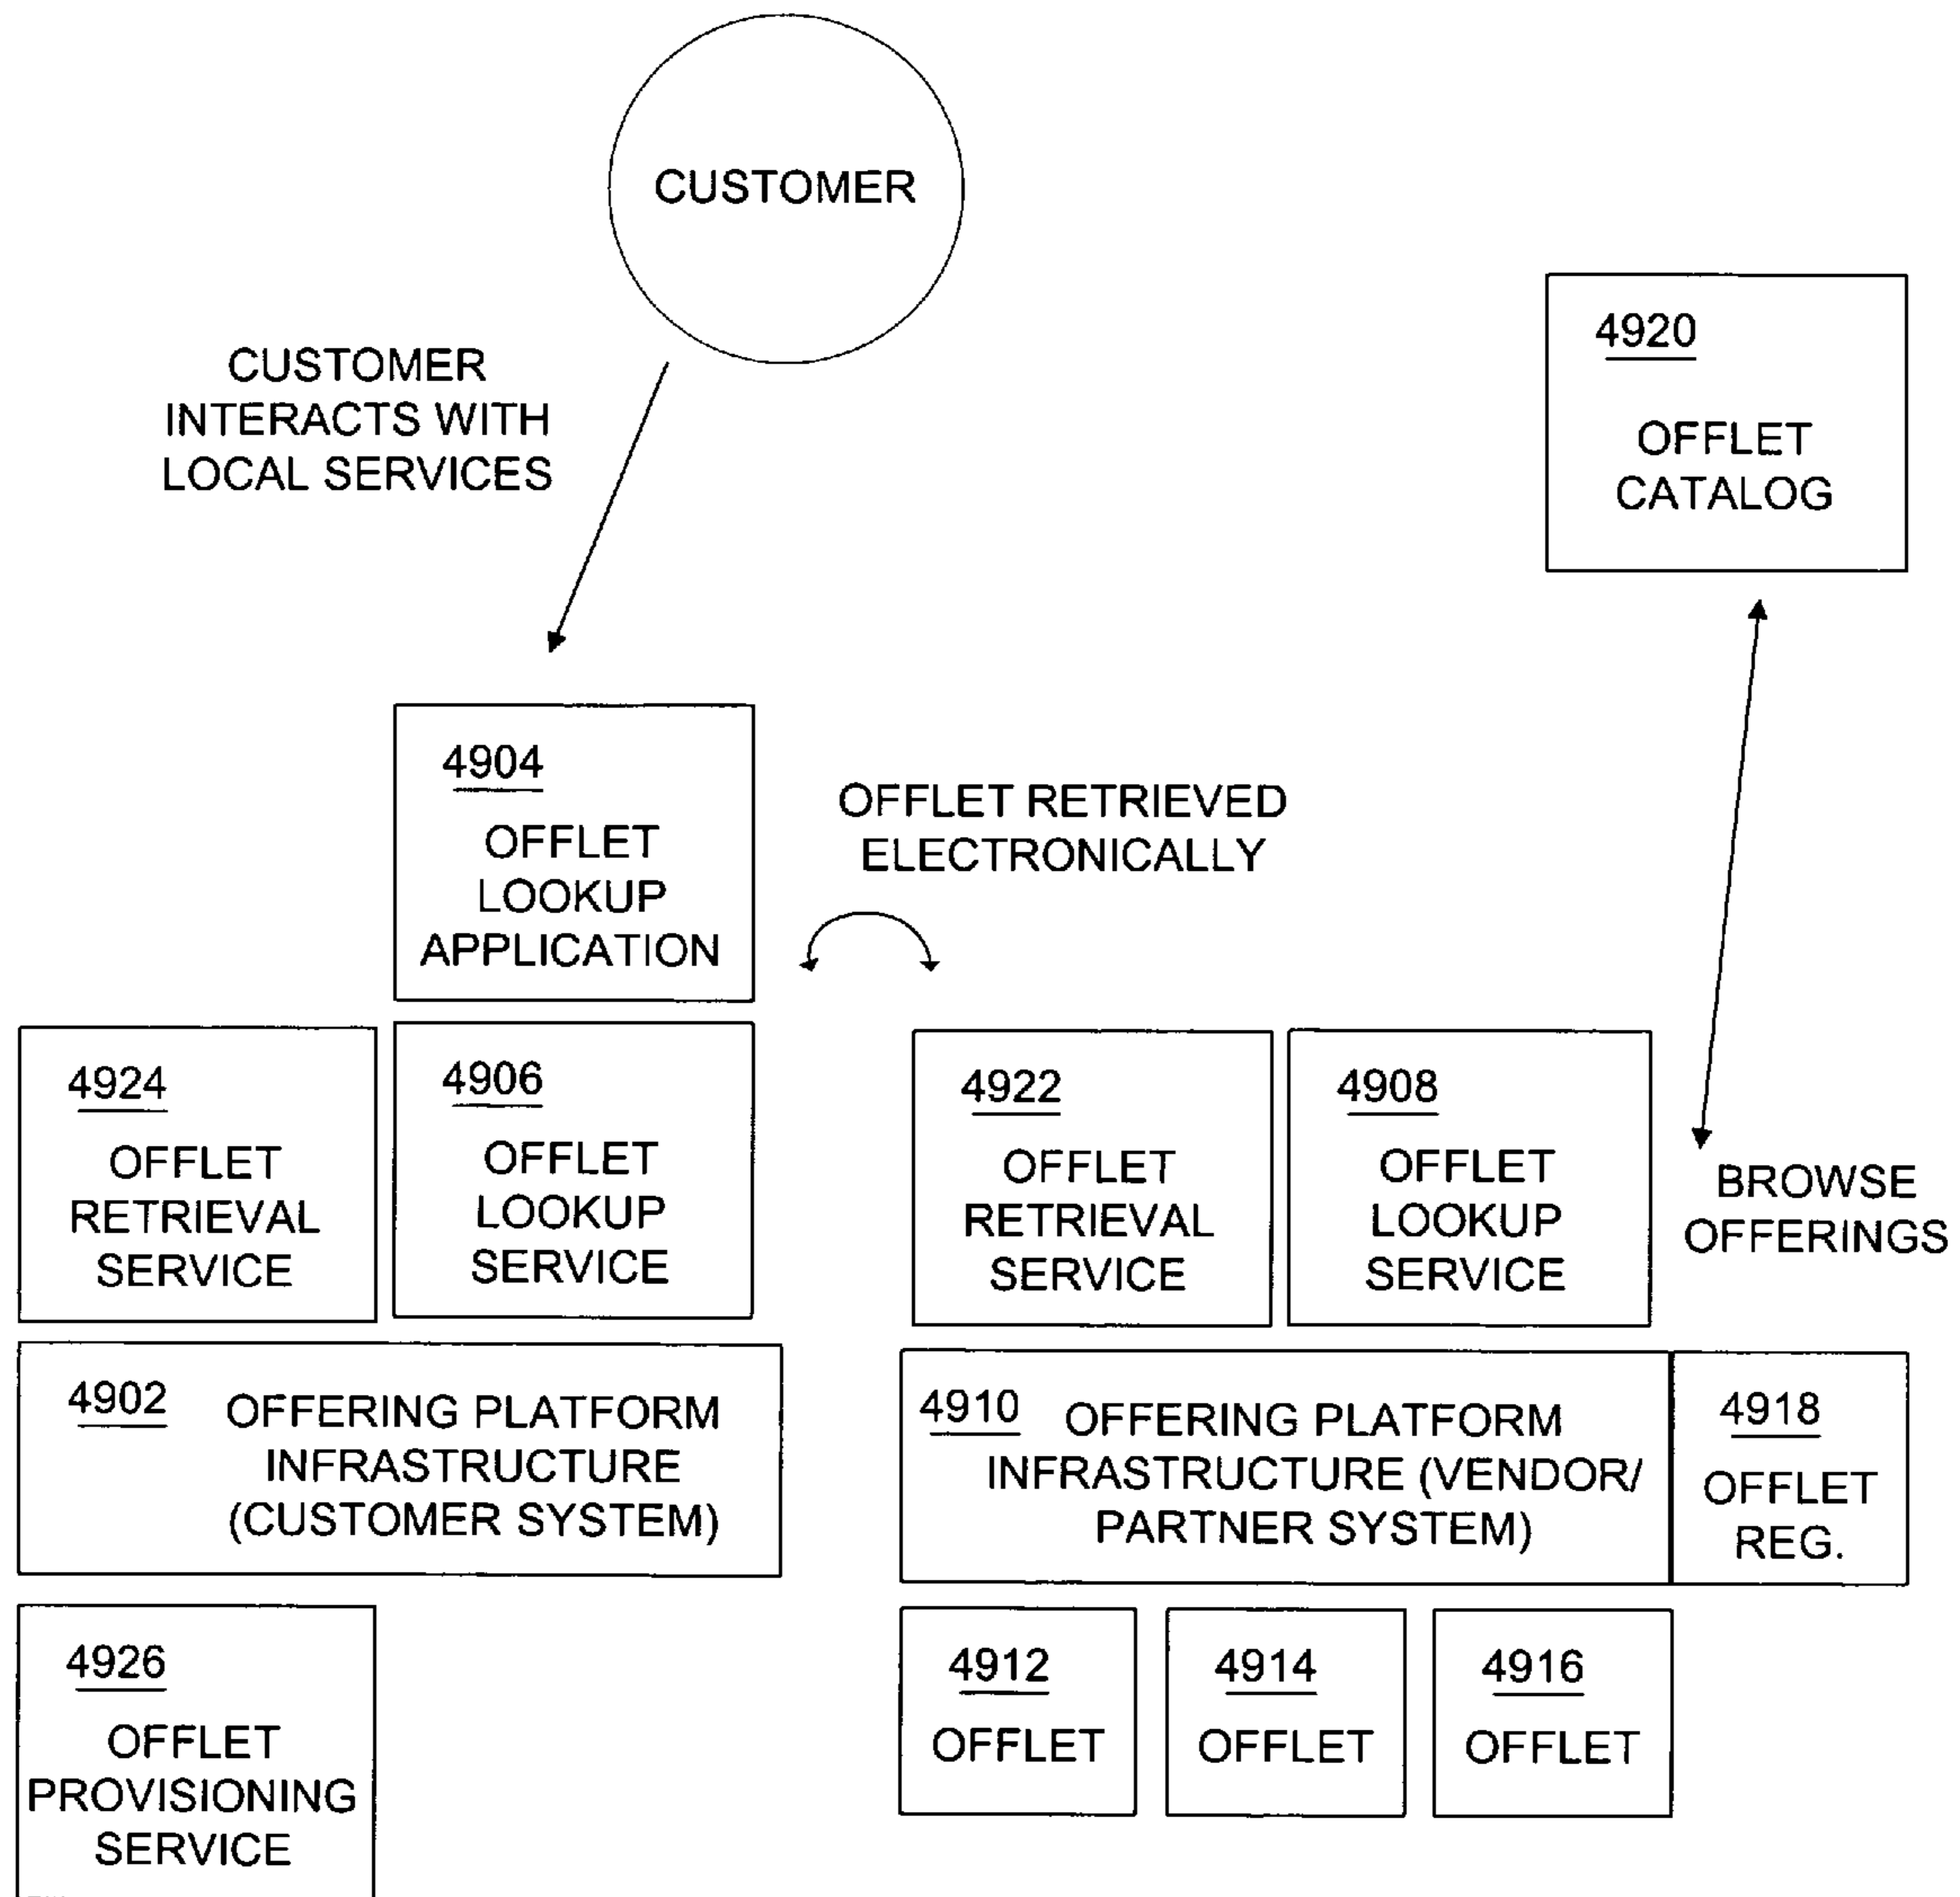 CUSTOMER
CUSTOMER
INTERACTS WITH
LOCAL SERVICES
4920
OFFLET
CATALOG
4904
OFFLET
LOOKUP
APPLICATION
OFFLET RETRIEVED
ELECTRONICALLY
4924
OFFLET
RETRIEVAL
SERVICE
4906
OFFLET
LOOKUP
SERVICE
4922
OFFLET
RETRIEVAL
SERVICE
4908
OFFLET
LOOKUP
SERVICE
BROWSE
OFFERINGS
4902
OFFERING PLATFORM
INFRASTRUCTURE
(CUSTOMER SYSTEM)
4910
OFFERING PLATFORM
INFRASTRUCTURE (VENDOR/
PARTNER SYSTEM)
4918
OFFLET
REG.
4926
OFFLET
PROVISIONING
SERVICE
4912
OFFLET
4914
OFFLET
4916
OFFLET